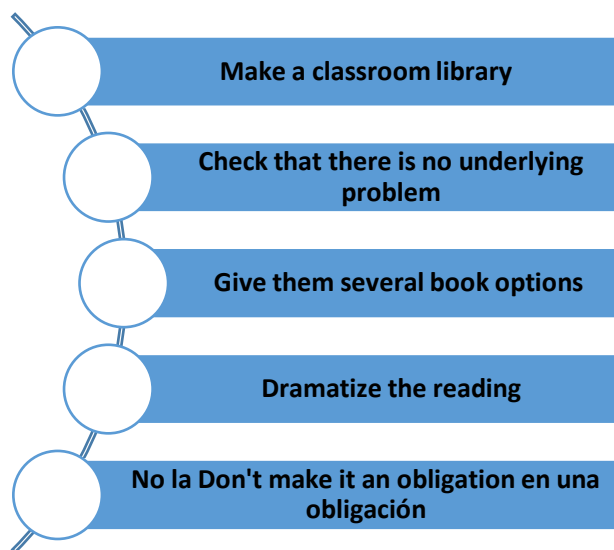 Make a classroom library
Check that there is no underlying
problem
Give them several book options
Dramatize the reading
No la Don't make it an obligation en una
obligación